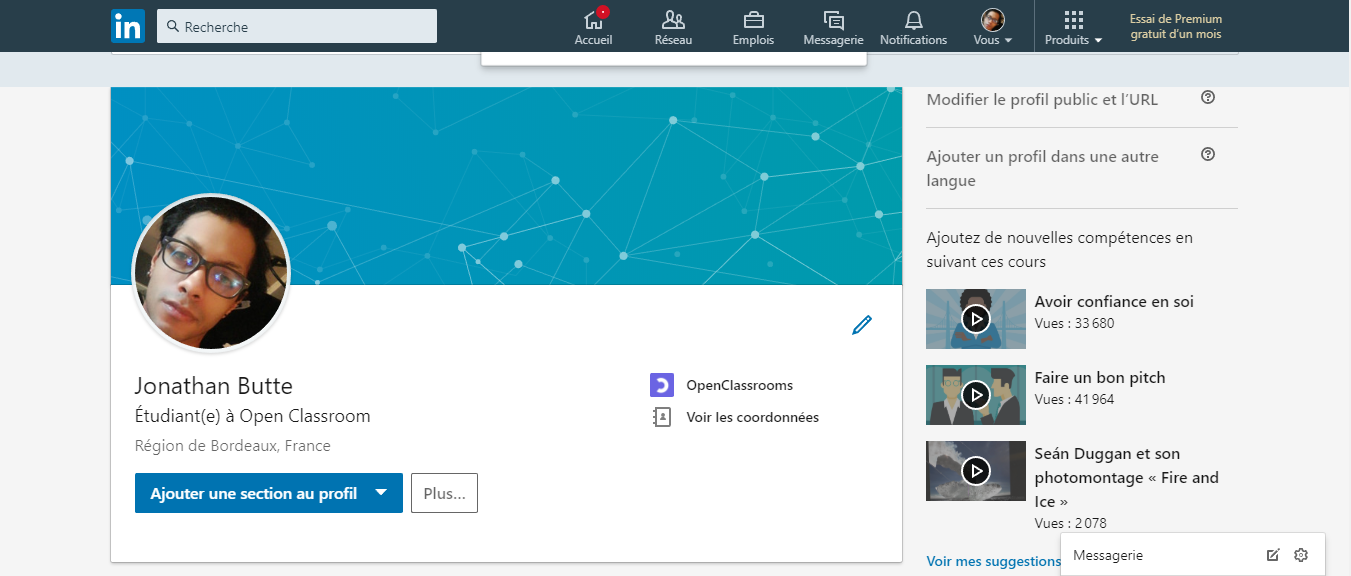 in
Recherche
Accueil
Réseau
Emplois
Messagerie
Notifications
Vous
Produits
Essai de Premium
gratuit d'un mois
Jonathan Butte
Étudiant(e) à Open Classroom
Région de Bordeaux, France
Ajouter une section au profil
Plus...
OpenClassrooms
Voir les coordonnées
Modifier le profil public et l'URL
Ajouter un profil dans une autre
langue
Ajoutez de nouvelles compétences en
suivant ces cours
Avoir confiance en soi
Vues : 33 680
Faire un bon pitch
Vues : 41 964
Seán Duggan et son
photomontage « Fire and
Ice »
Vues : 2 078
Voir mes suggestions
Messagerie